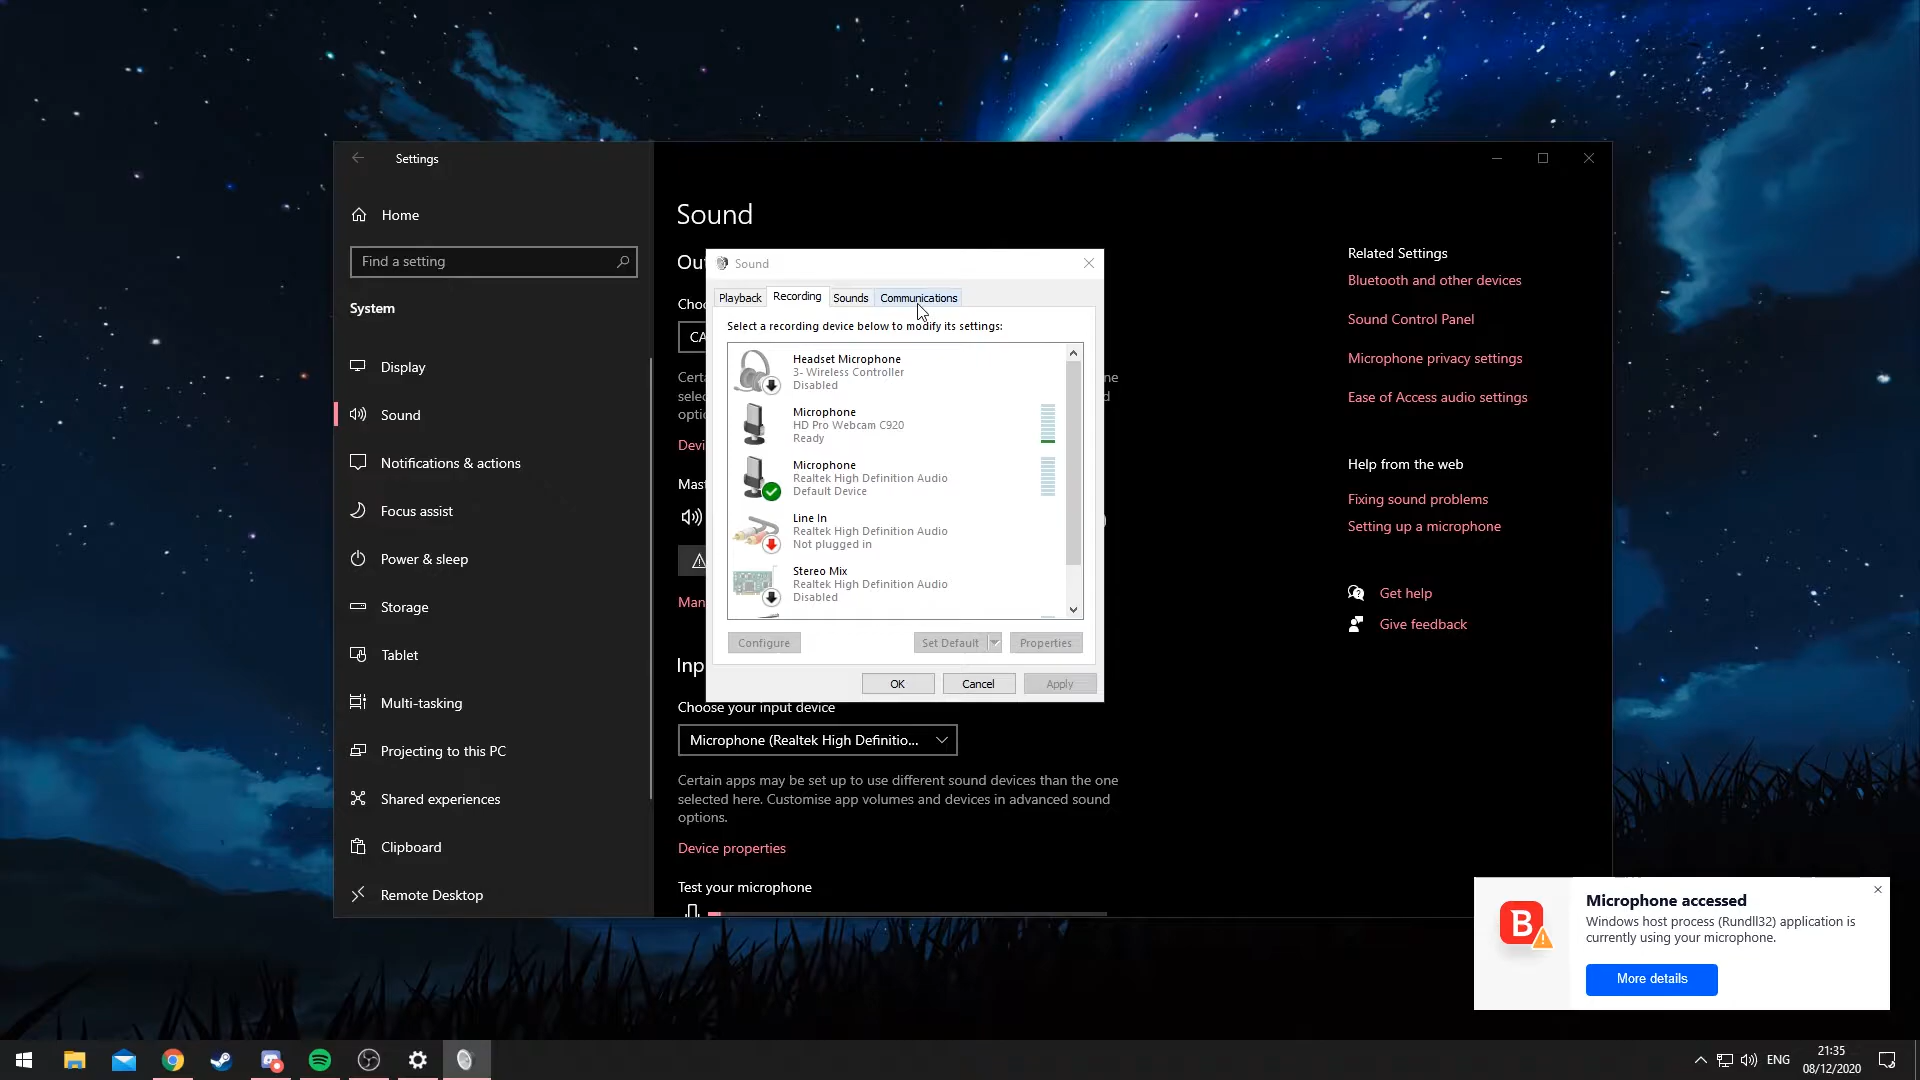 Settings
Home
Find a setting
System
Display
Sound
Notifications & actions
Focus assist
Power & sleep
Storage
Tablet
Multi-tasking
Projecting to this PC
Shared experiences
Clipboard
Remote Desktop
Sound
Sound
Playback
Recording
Sounds
Communications
Select a recording device below to modify its settings:
Headset Microphone
3- Wireless Controller
Disabled
Microphone
HD Pro Webcam C920
Ready
Microphone
Realtek High Definition Audio
Default Device
Line In
Realtek High Definition Audio
Not plugged in
Stereo Mix
Realtek High Definition Audio
Disabled
Configure
Set Default
Properties
OK
Cancel
Apply
Choose your input device
Microphone (Realtek High Definitio...
Certain apps may be set up to use different sound devices than the one
selected here. Customise app volumes and devices in advanced sound
options.
Device properties
Test your microphone
Related Settings
Bluetooth and other devices
Sound Control Panel
Microphone privacy settings
Ease of Access audio settings
Help from the web
Fixing sound problems
Setting up a microphone
Get help
Give feedback
B
Microphone accessed
Windows host process (Rundll32) application is
currently using your microphone.
More details
ENG
21:35
08/12/2020